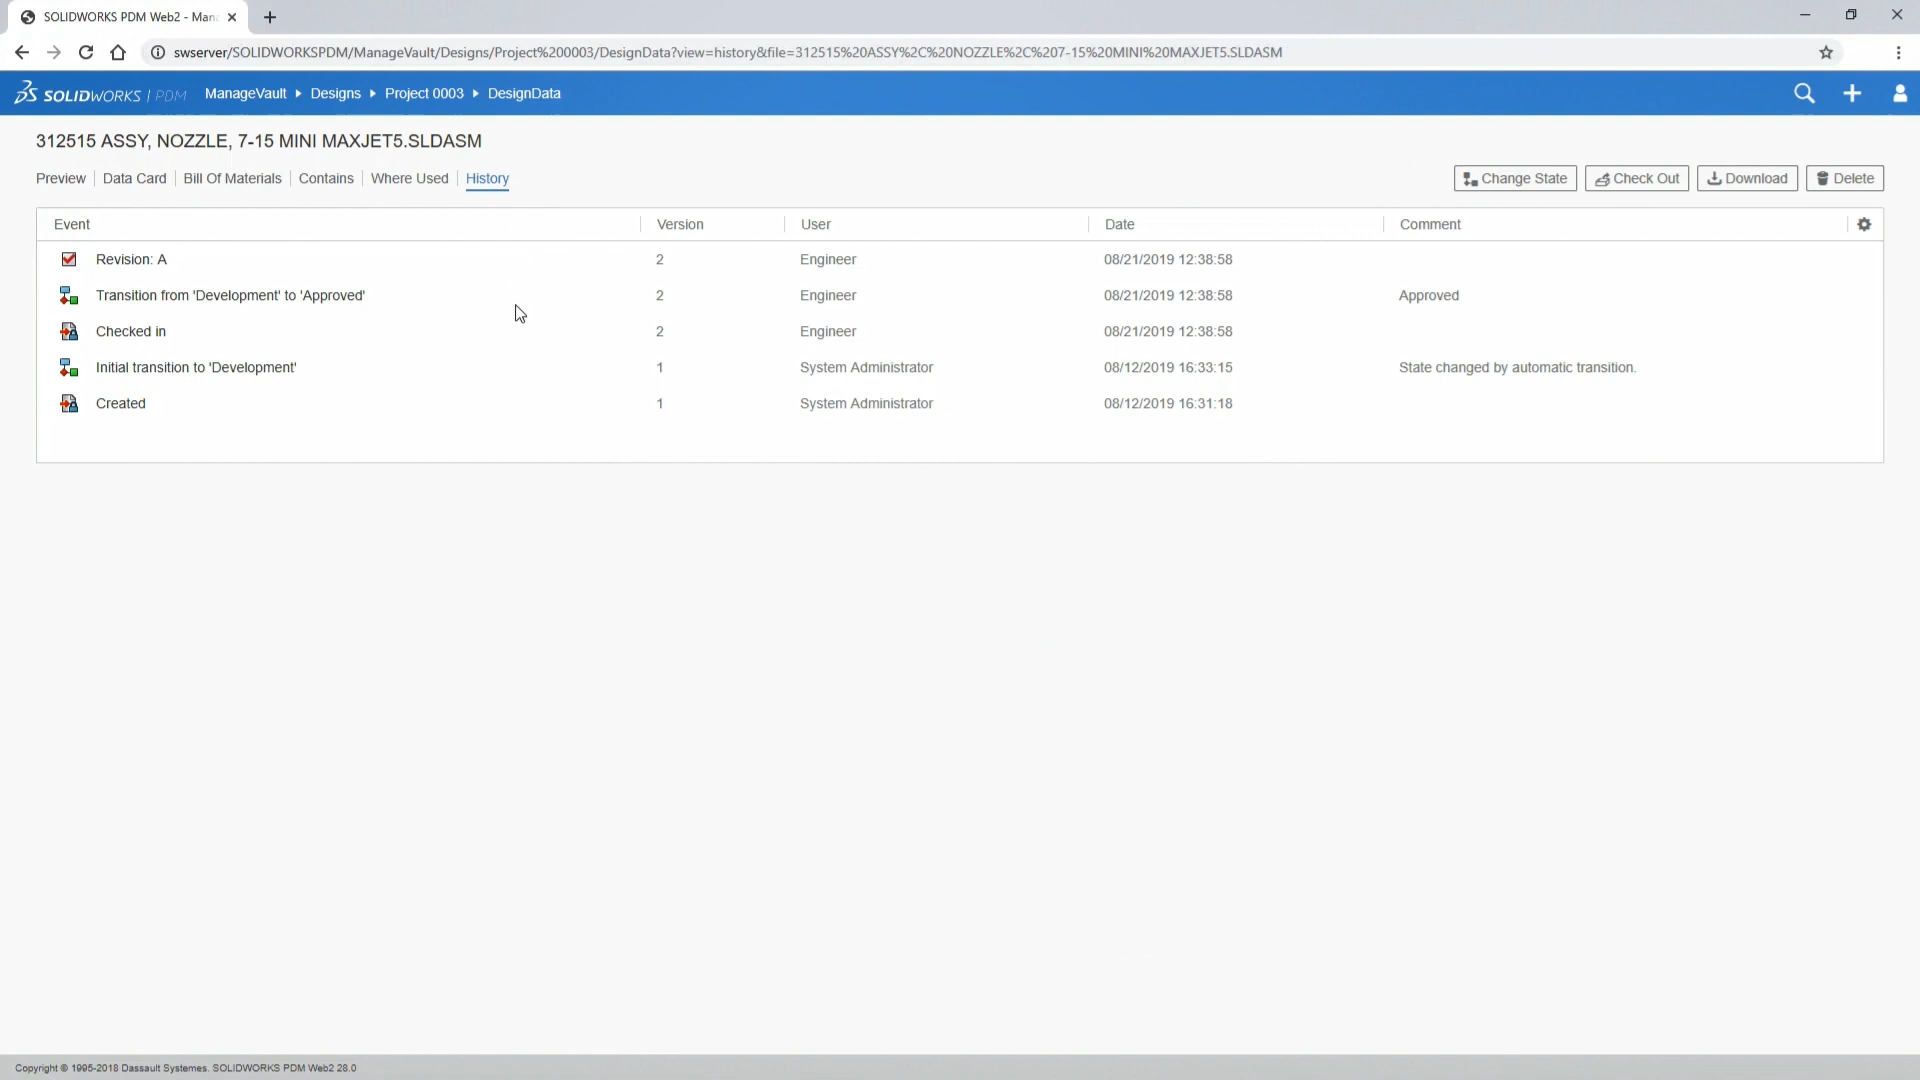 SOLIDWORKS PDM Web2 - Man
swserver/SOLIDWORKSPDM/ManageVault/Designs/Project%200003/DesignData?view=history&file=312515%20ASSY%2C%20NOZZLE%2C%207-15%20MINI%20MAXJET5.SLDASM
SOLIDWORKS | PDM ManageVault Designs Project 0003 DesignData
312515 ASSY, NOZZLE, 7-15 MINI MAXJET5.SLDASM
Preview Data Card Bill Of Materials Contains Where Used History Change State Check Out Download Delete
Event Version User Date Comment
Revision: A 2 Engineer 08/21/2019 12:38:58
Transition from 'Development' to 'Approved' 2 Engineer 08/21/2019 12:38:58 Approved
Checked in 2 Engineer 08/21/2019 12:38:58
Initial transition to 'Development' 1 System Administrator 08/12/2019 16:33:15 State changed by automatic transition.
Created 1 System Administrator 08/12/2019 16:31:18
Copyright © 1995-2018 Dassault Systemes. SOLIDWORKS PDM Web2 28.0